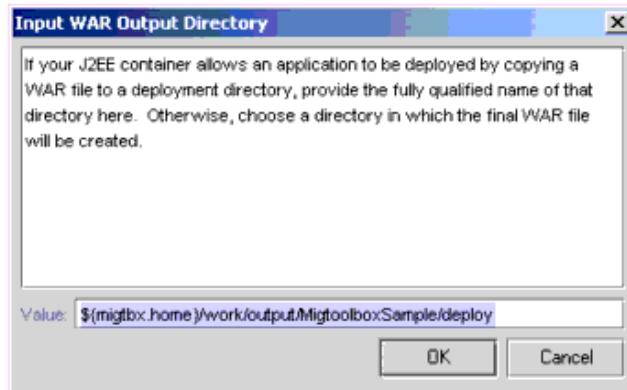 Input WAR Output Directory
If your J2EE container allows an application to be deployed by copying a
WAR file to a deployment directory, provide the fully qualified name of that
directory here.  Otherwise, choose a directory in which the final WAR file
will be created.
Value: ${migtbx.home}/work/output/MigtoolboxSample/deploy
OK Cancel